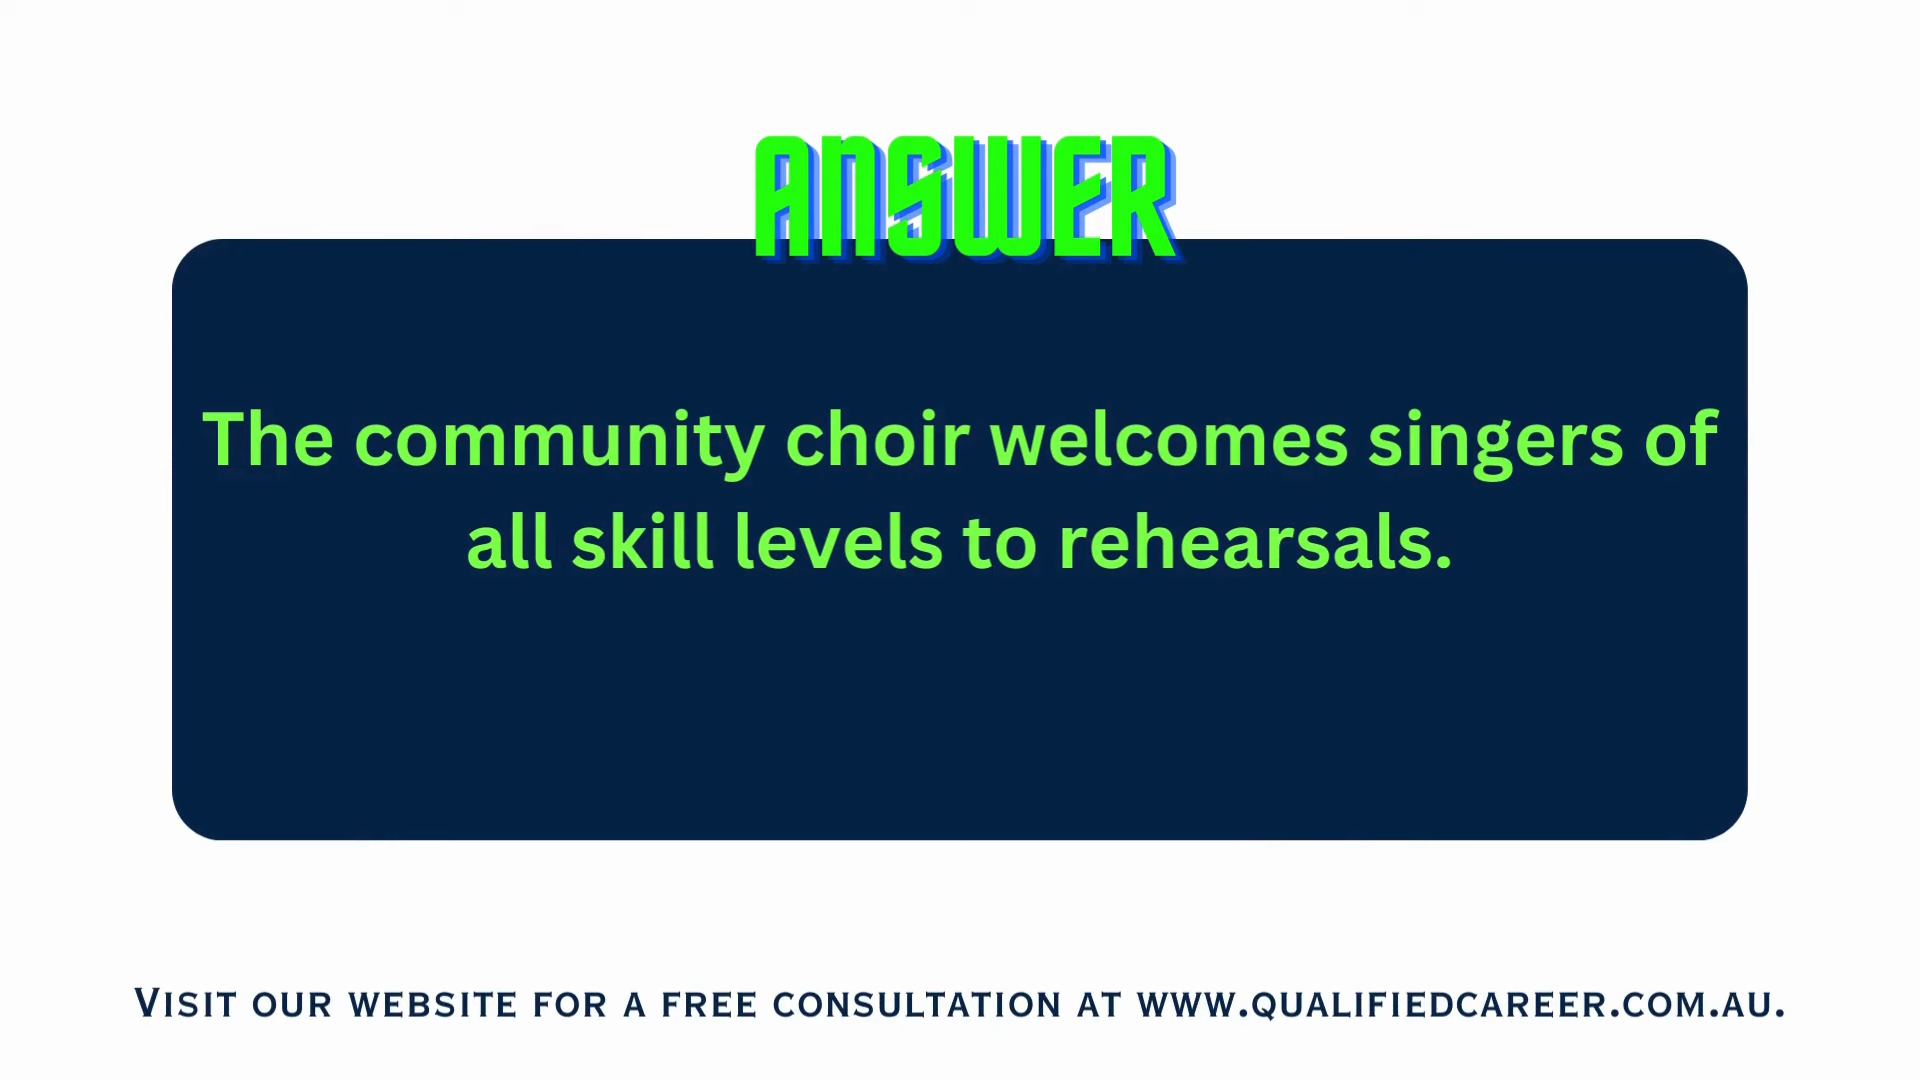 ANSWER
The community choir welcomes singers of
all skill levels to rehearsals.
Visit our website for a free consultation at www.qualifiedcareer.com.au.